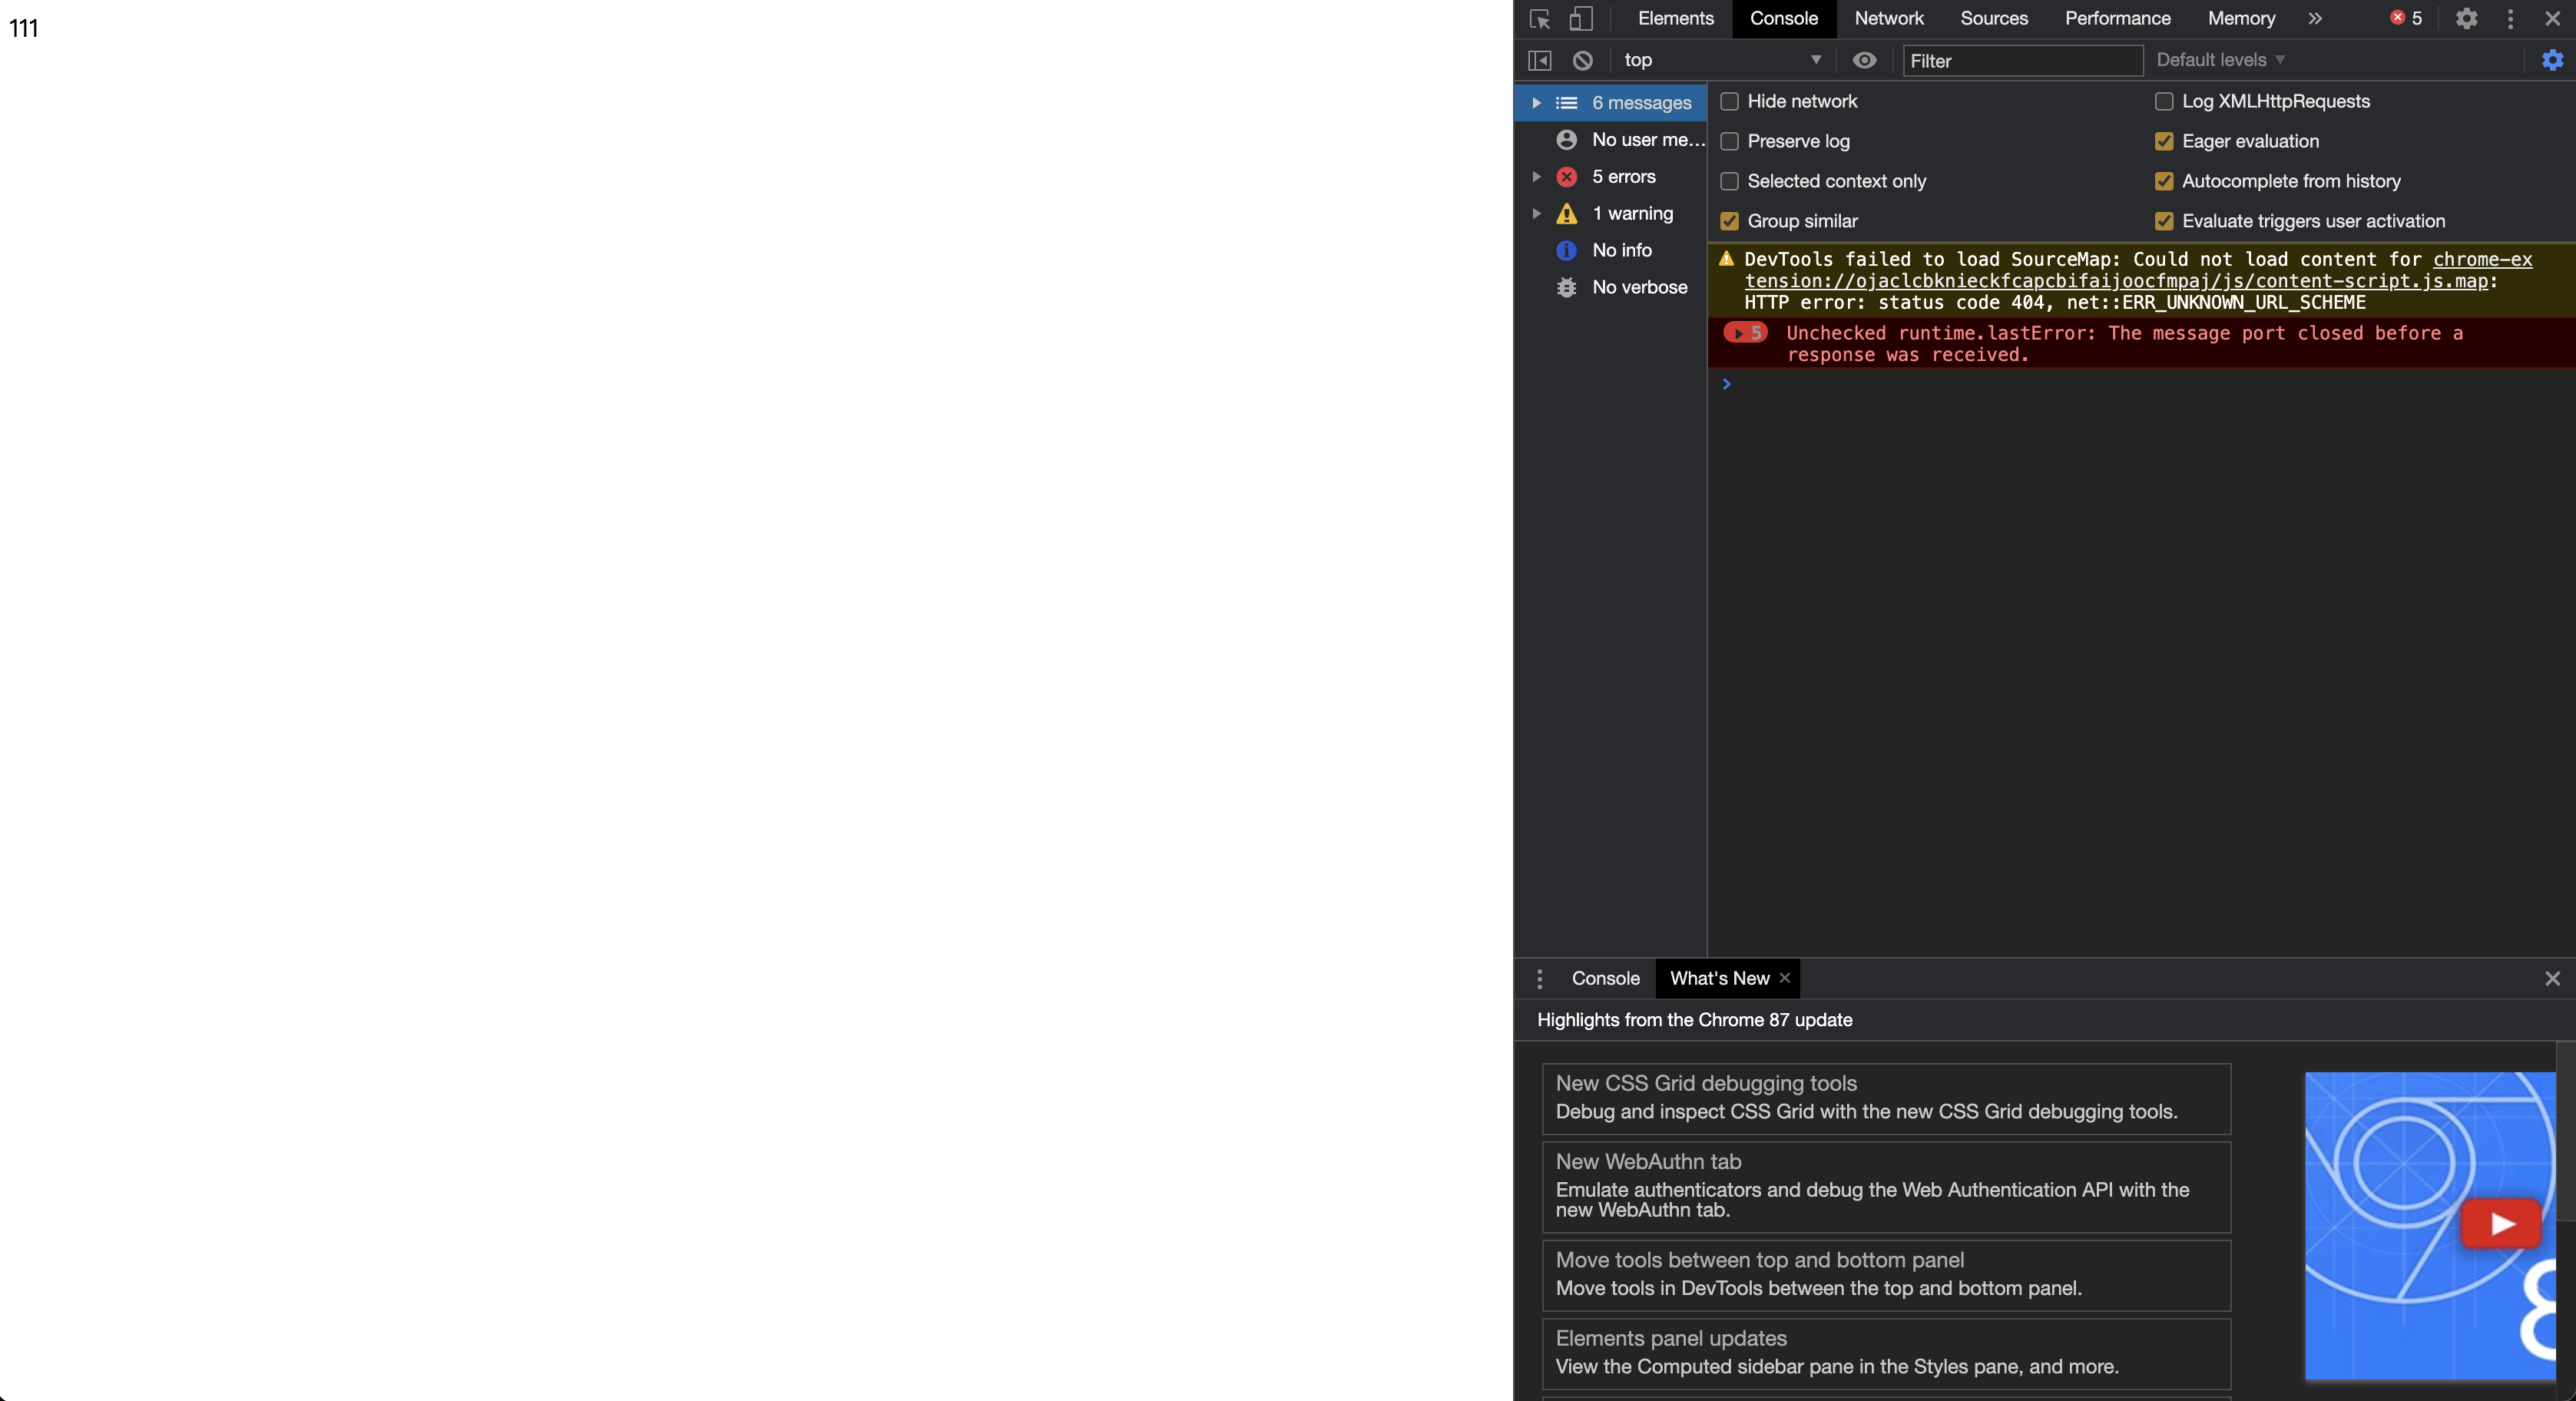 111
Elements Console Network Sources Performance Memory 5
top Filter Default levels
6 messages
No user me...
5 errors
1 warning
No info
No verbose
Hide network Log XMLHttpRequests
Preserve log Eager evaluation
Selected context only Autocomplete from history
Group similar Evaluate triggers user activation
DevTools failed to load SourceMap: Could not load content for chrome-ex
tension://ojaclcbknieckfcapcbifaijoocfmpaj/js/content-script.js.map:
HTTP error: status code 404, net::ERR_UNKNOWN_URL_SCHEME
5 Unchecked runtime.lastError: The message port closed before a
response was received.
Console What's New
Highlights from the Chrome 87 update
New CSS Grid debugging tools
Debug and inspect CSS Grid with the new CSS Grid debugging tools.
New WebAuthn tab
Emulate authenticators and debug the Web Authentication API with the
new WebAuthn tab.
Move tools between top and bottom panel
Move tools in DevTools between the top and bottom panel.
Elements panel updates
View the Computed sidebar pane in the Styles pane, and more.
8